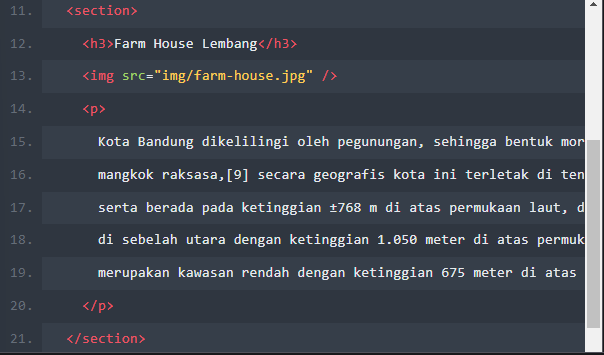 11. <section>
12. <h3>Farm House Lembang</h3>
13. <img src="img/farm-house.jpg" />
14. <p>
15. Kota Bandung dikelilingi oleh pegunungan, sehingga bentuk mor
16. mangkok raksasa,[9] secara geografis kota ini terletak di ten
17. serta berada pada ketinggian ±768 m di atas permukaan laut, d
18. di sebelah utara dengan ketinggian 1.050 meter di atas permuk
19. merupakan kawasan rendah dengan ketinggian 675 meter di atas
20. </p>
21. </section>